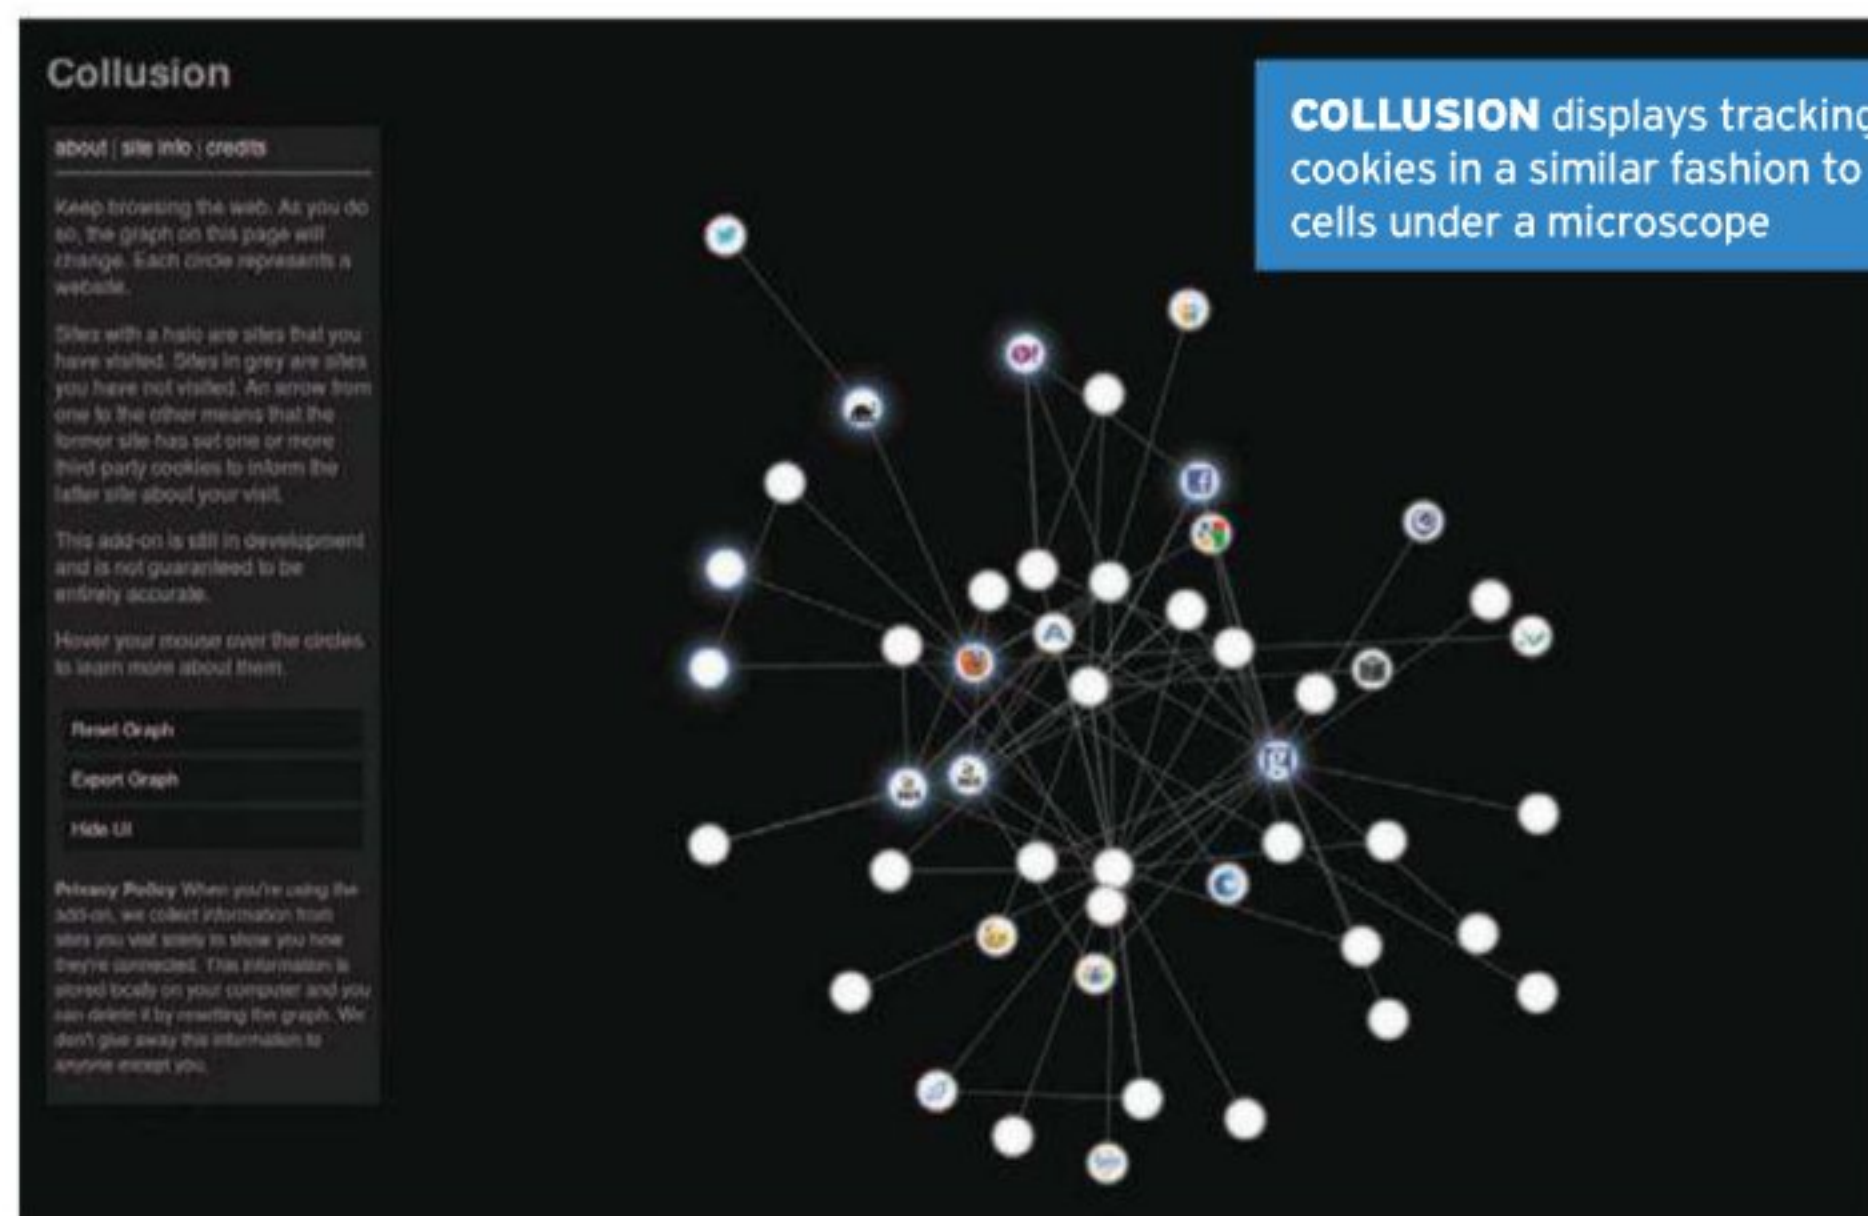 Collusion
about | site info | credits
Keep browsing the web. As you do
so, the graph on this page will
change. Each circle represents a
website.
Sites with a halo are sites that you
have visited. Sites in grey are sites
you have not visited. An arrow from
one to the other means that the
former site has set one or more
third party cookies to inform the
latter site about your visit.
This add-on is still in development
and is not guaranteed to be
entirely accurate.
Hover your mouse over the circles
to learn more about them.
Reset Graph
Export Graph
Hide UI
Privacy Policy When you're using the
add-on, we collect information from
sites you visit solely to show you how
they're connected. This information is
stored locally on your computer and you
can delete it by resetting the graph. We
don't give away this information to
anyone except you.
COLLUSION displays tracking
cookies in a similar fashion to
cells under a microscope